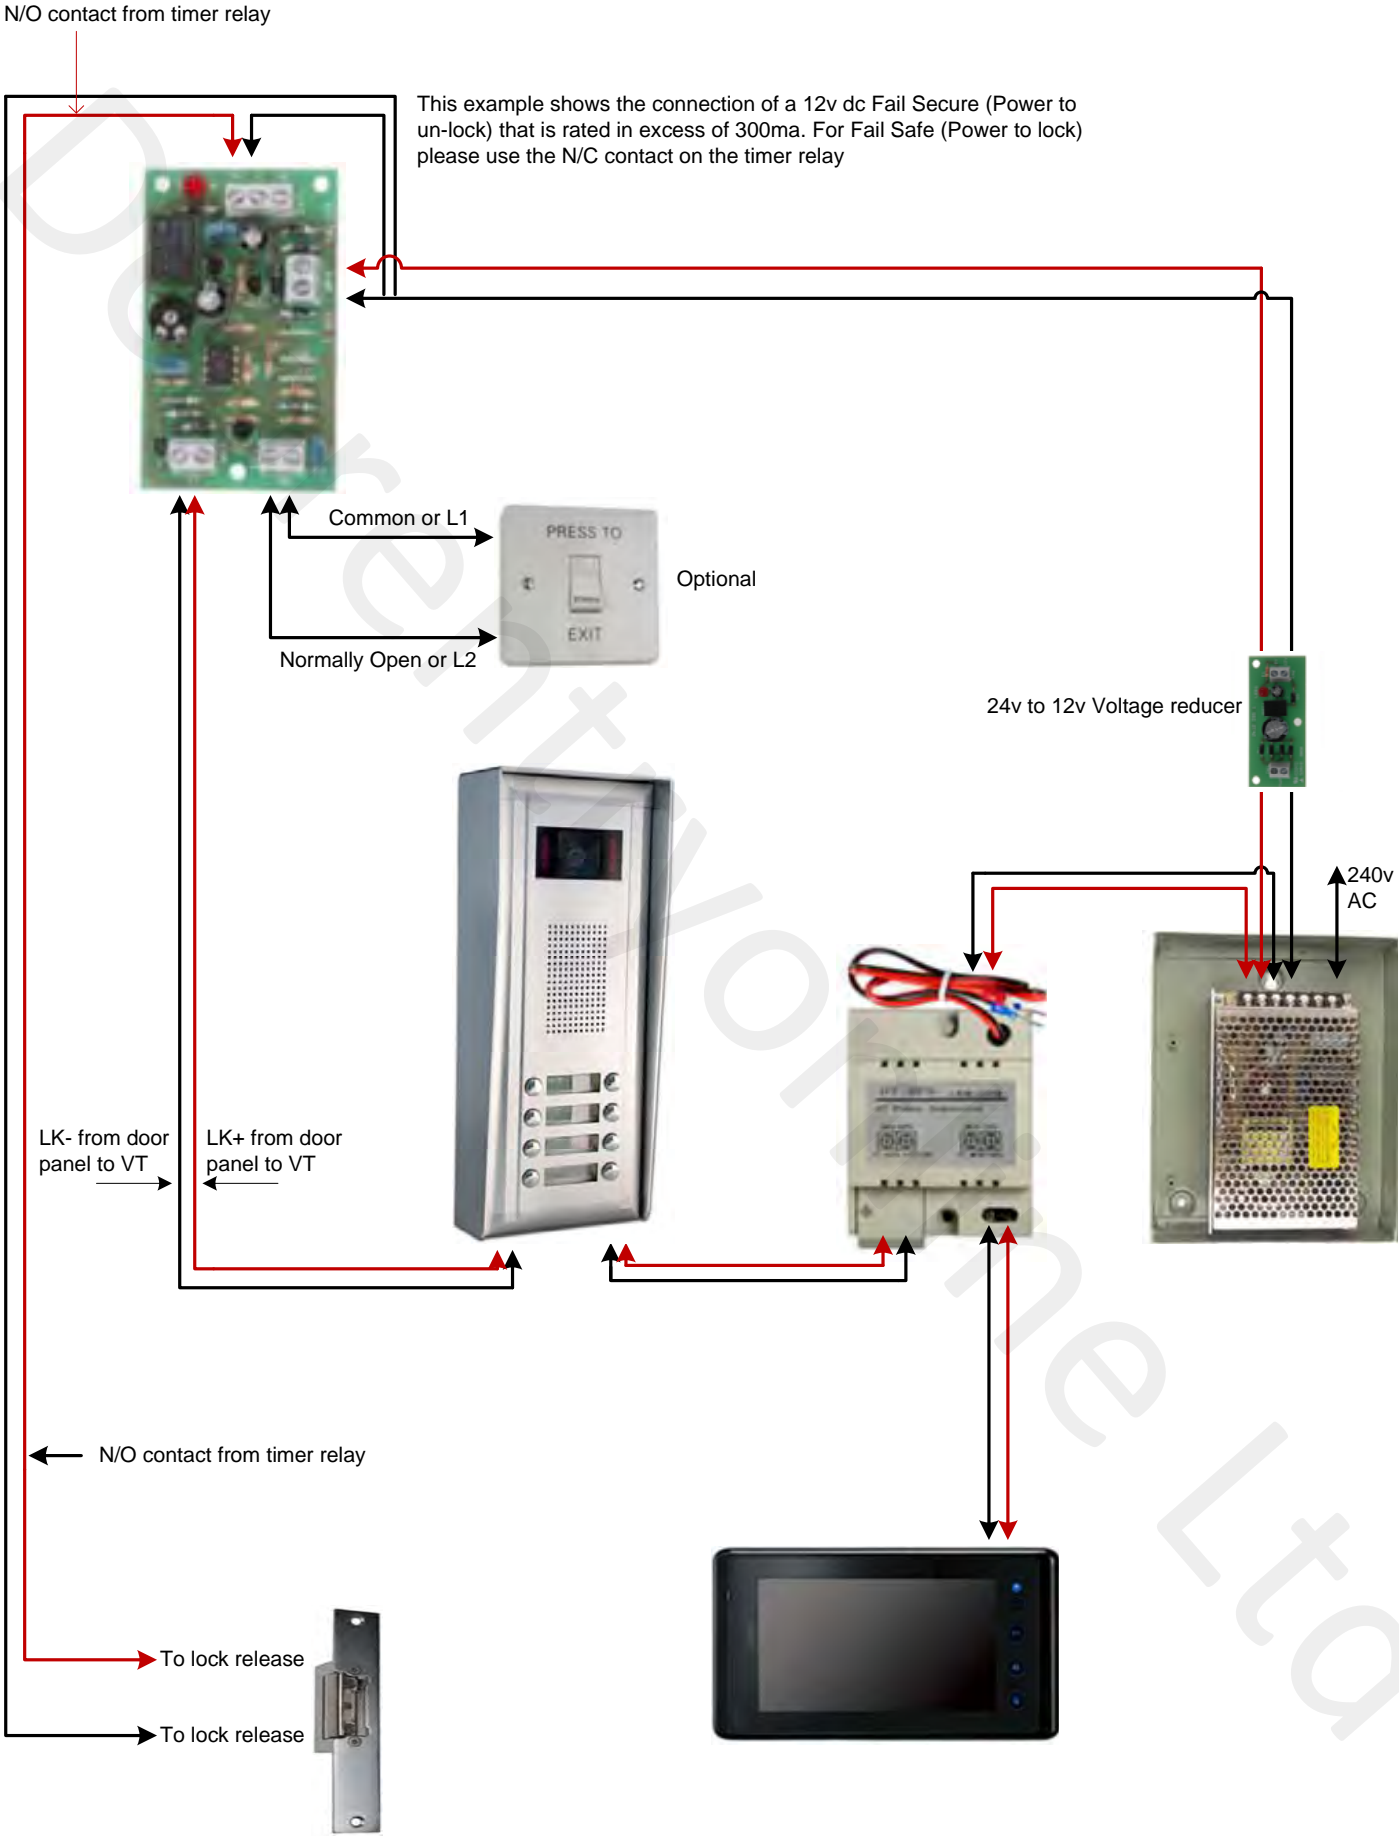 N/O contact from timer relay
This example shows the connection of a 12v dc Fail Secure (Power to
un-lock) that is rated in excess of 300ma. For Fail Safe (Power to lock)
please use the N/C contact on the timer relay
Common or L1
PRESS TO
EXIT
Optional
Normally Open or L2
24v to 12v Voltage reducer
240v
AC
LK- from door
panel to VT
LK+ from door
panel to VT
N/O contact from timer relay
To lock release
To lock release